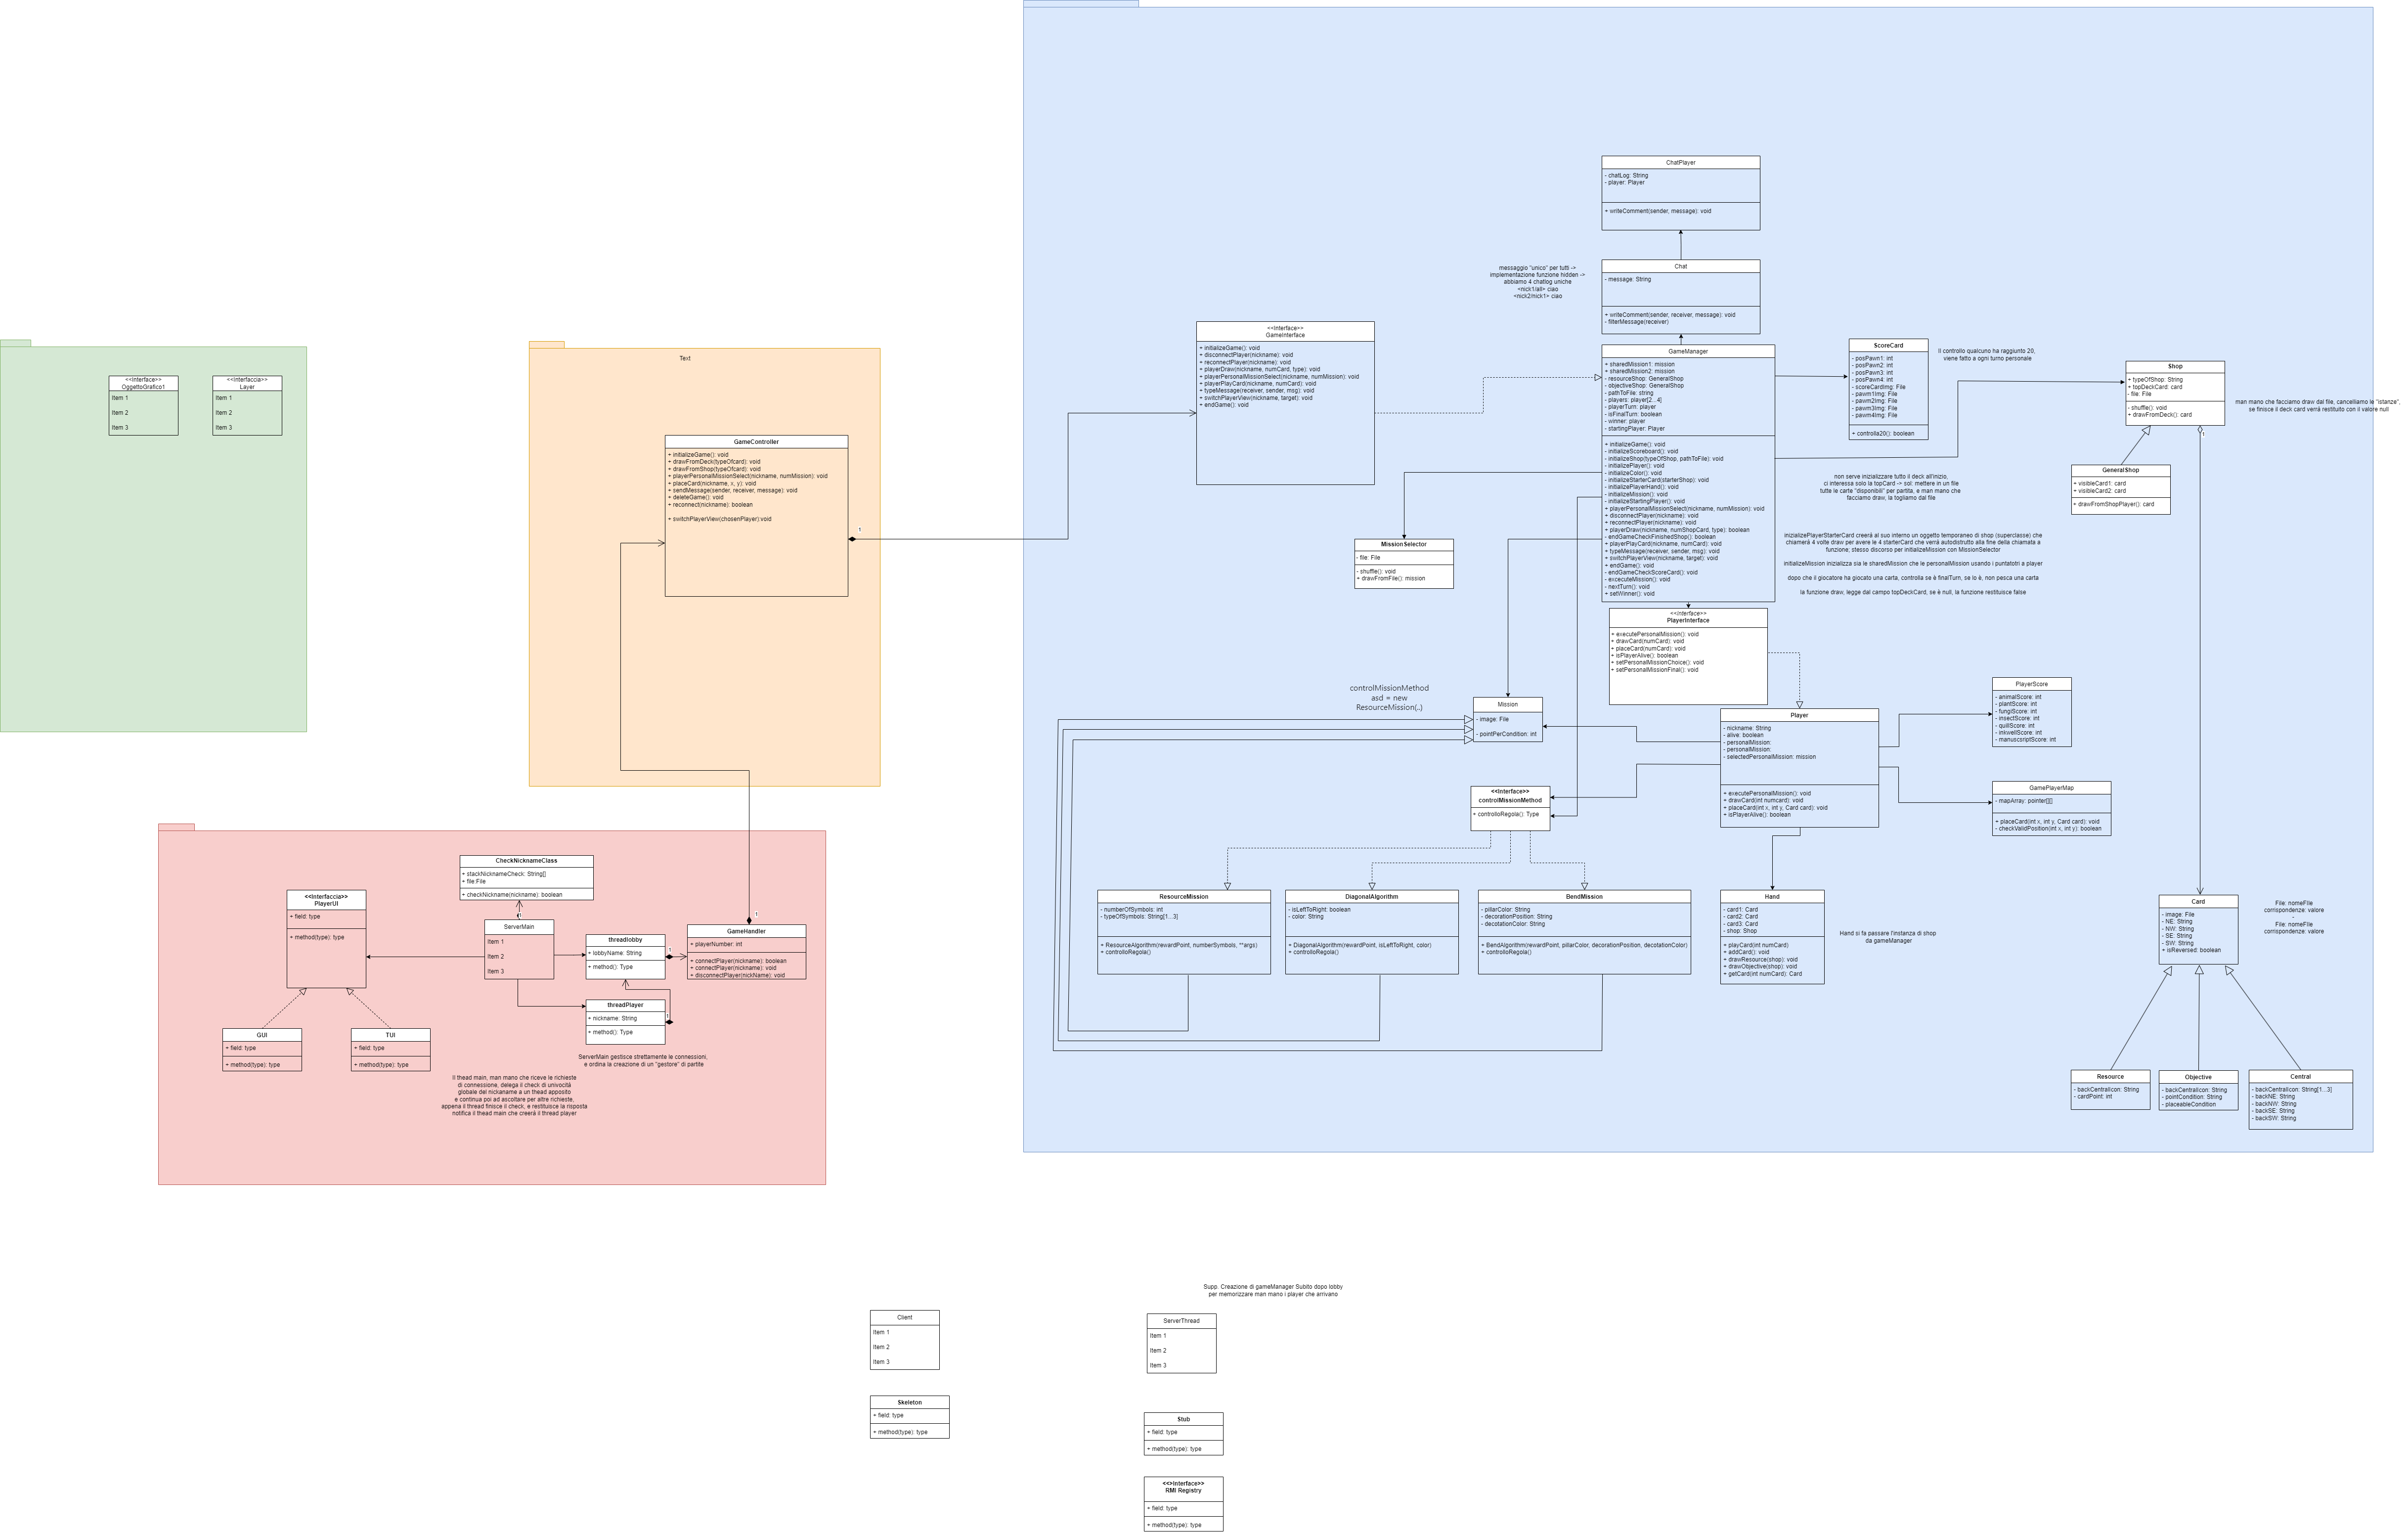 <<Interface>>
OggettoGrafico1
Item 1
Item 2
Item 3
<<Interfaccia>>
Layer
Item 1
Item 2
Item 3
Text
GameController
+ initializeGame(): void
+ drawFromDeck(typeOfcard): void
+ drawFromShop(typeOfcard): void
+ playerPersonalMissionSelect(nickname, numMission): void
+ placeCard(nickname, x, y): void
+ sendMessage(sender, receiver, message): void
+ deleteGame(): void
+ reconnect(nickname): boolean
+ switchPlayerView(chosenPlayer):void
1
<<Interface>>
GameInterface
+ initializeGame(): void
+ disconnectPlayer(nickname): void
+ reconnectPlayer(nickname): void
+ playerDraw(nickname, numCard, type): void
+ playerPersonalMissionSelect(nickname, numMission): void
+ playerPlayCard(nickname, numCard): void
+ typeMessage(receiver, sender, msg): void
+ switchPlayerView(nickname, target): void
+ endGame(): void
ChatPlayer
- chatLog: String
- player: Player
+ writeComment(sender, message): void
messaggio "unico" per tutti ->
implementazione funzione hidden ->
abbiamo 4 chatlog uniche
<nick1/all> ciao
<nick2/nick1> ciao
Chat
- message: String
+ writeComment(sender, receiver, message): void
- filterMessage(receiver)
GameManager
+ sharedMission1: mission
+ sharedMission2: mission
- resourceShop: GeneralShop
- objectiveShop: GeneralShop
- pathToFile: string
- players: player[2...4]
- playerTurn: player
- isFinalTurn: boolean
- winner: player
- startingPlayer: Player
+ initializeGame(): void
- initializeScoreboard(): void
- initializeShop(typeOfShop, pathToFile): void
- initializePlayer(): void
- initializeColor(): void
- initializeStarterCard(starterShop): void
- initializePlayerHand(): void
- initializeMission(): void
- initializeStartingPlayer(): void
+ playerPersonalMissionSelect(nickname, numMission): void
+ disconnectPlayer(nickname): void
+ reconnectPlayer(nickname): void
+ playerDraw(nickname, numShopCard, type): boolean
- endGameCheckFinishedShop(): boolean
+ playerPlayCard(nickname, numCard): void
+ typeMessage(receiver, sender, msg): void
+ switchPlayerView(nickname, target): void
+ endGame(): void
- endGameCheckScoreCard(): void
- excecuteMission(): void
- nextTurn(): void
+ setWinner(): void
ScoreCard
- posPawn1: int
- posPawn2: int
- posPawn3: int
- posPawn4: int
- scoreCardImg: File
- pawm1Img: File
- pawm2Img: File
- pawm3Img: File
- pawm4Img: File
+ controlla20(): boolean
Il controllo qualcuno ha raggiunto 20,
viene fatto a ogni turno personale
Shop
+ typeOfShop: String
+ topDeckCard: card
- file: File
- shuffle(): void
+ drawFromDeck(): card
1
man mano che facciamo draw dal file, cancelliamo le "istanze",
se finisce il deck card verrà restituito con il valore null
GeneralShop
+ visibleCard1: card
+ visibleCard2: card
+ drawFromShopPlayer(): card
non serve inizializzare tutto il deck all'inizio,
ci interessa solo la topCard -> sol: mettere in un file
tutte le carte "disponibili" per partita, e man mano che
facciamo draw, la togliamo dal file
inizializePlayerStarterCard creerà al suo interno un oggetto temporaneo di shop (superclasse) che
chiamerà 4 volte draw per avere le 4 starterCard che verrà autodistrutto alla fine della chiamata a
funzione; stesso discorso per initializeMission con MissionSelector
initializeMission inizializza sia le sharedMission che le personalMission usando i puntatotri a player
dopo che il giocatore ha giocato una carta, controlla se è finalTurn, se lo è, non pesca una carta
la funzione draw, legge dal campo topDeckCard, se è null, la funzione restituisce false
MissionSelector
- file: File
- shuffle(): void
+ drawFromFile(): mission
<<Interface>>
PlayerInterface
+ executePersonalMission(): void
+ drawCard(numCard): void
+ placeCard(numCard): void
+ isPlayerAlive(): boolean
+ setPersonalMissionChoice(): void
+ setPersonalMissionFinal(): void
controlMissionMethod
asd = new
ResourceMission(..)
Mission
- image: File
- pointPerCondition: int
Player
- nickname: String
- alive: boolean
- personalMission:
- personalMission:
- selectedPersonalMission: mission
+ executePersonalMission(): void
+ drawCard(int numcard): void
+ placeCard(int x, int y, Card card): void
+ isPlayerAlive(): boolean
PlayerScore
- animalScore: int
- plantScore: int
- fungiScore: int
- insectScore: int
- quillScore: int
- inkwellScore: int
- manuscsriptScore: int
GamePlayerMap
- mapArray: pointer[][]
+ placeCard(int x, int y, Card card): void
- checkValidPosition(int x, int y): boolean
<<Interface>>
controlMissionMethod
+ controlloRegola(): Type
ResourceMission
- numberOfSymbols: int
- typeOfSymbols: String[1...3]
+ ResourceAlgorithm(rewardPoint, numberSymbols, **args)
+ controlloRegola()
DiagonalAlgorithm
- isLeftToRight: boolean
- color: String
+ DiagonalAlgorithm(rewardPoint, isLeftToRight, color)
+ controlloRegola()
BendMission
- pillarColor: String
- decorationPosition: String
- decotationColor: String
+ BendAlgorithm(rewardPoint, pillarColor, decorationPosition, decotationColor)
+ controlloRegola()
Hand
- card1: Card
- card2: Card
- card3: Card
- shop: Shop
+ playCard(int numCard)
+ addCard(): void
+ drawResource(shop): void
+ drawObjective(shop): void
+ getCard(int numCard): Card
Hand si fa passare l'instanza di shop
da gameManager
Card
- image: File
- NE: String
- NW: String
- SE: String
- SW: String
+ isReversed: boolean
File: nomeFIle
corrispondenze: valore
-
File: nomeFIle
corrispondenze: valore
Resource
- backCentralIcon: String
- cardPoint: int
Objective
- backCentralIcon: String
- pointCondition: String
- placeableCondition
Central
- backCentralIcon: String[1...3]
- backNE: String
- backNW: String
- backSE: String
- backSW: String
CheckNicknameClass
+ stackNicknameCheck: String[]
+ file:File
+ checkNickname(nickname): boolean
<<Interfaccia>>
PlayerUI
+ field: type
+ method(type): type
1
ServerMain
Item 1
Item 2
Item 3
threadlobby
+ lobbyName: String
+ method(): Type
1
1
GameHandler
+ playerNumber: int
+ connectPlayer(nickname): boolean
- connectPlayer(nickname): void
+ disconnectPlayer(nickName): void
threadPlayer
+ nickname: String
+ method(): Type
1
GUI
+ field: type
+ method(type): type
TUI
+ field: type
+ method(type): type
ServerMain gestisce strettamente le connessioni,
e ordina la creazione di un "gestore" di partite
Il thead main, man mano che riceve le richieste
di connessione, delega il check di univocità
globale del nickaname a un thead apposito
e continua poi ad ascoltare per altre richieste,
appena il thread finisce il check, e restituisce la risposta
notifica il thead main che creerà il thread player
Supp. Creazione di gameManager Subito dopo lobby
per memorizzare man mano i player che arrivano
Client
Item 1
Item 2
Item 3
ServerThread
Item 1
Item 2
Item 3
Skeleton
+ field: type
+ method(type): type
Stub
+ field: type
+ method(type): type
<<>Interface>>
RMI Registry
+ field: type
+ method(type): type